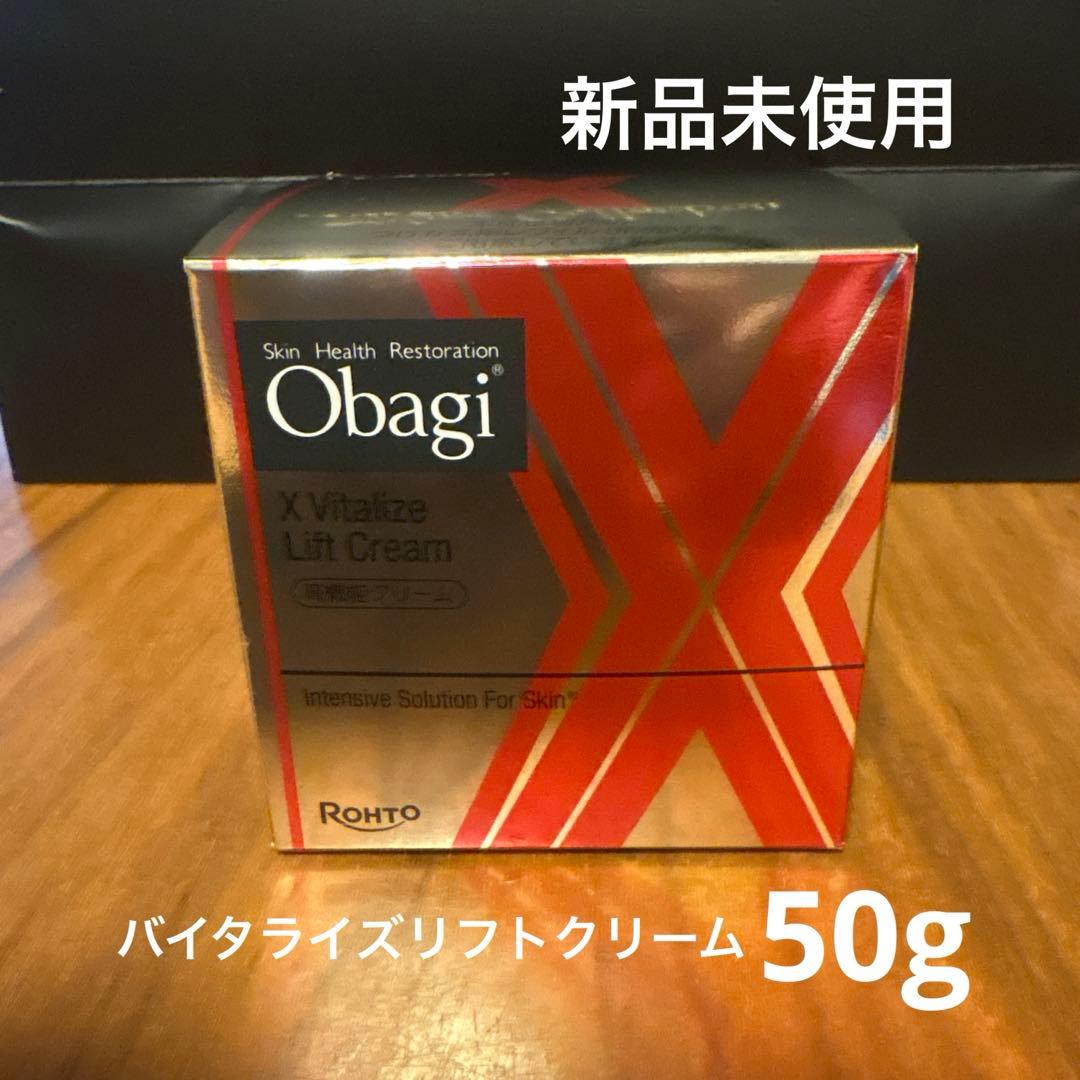 新品未使用
Skin Health Restoration
Obagi®
X Vitalize
Lift Cream
高機能クリーム
Intensive Solution For Skin®
ROHTO
バイタライズリフトクリーム 50g